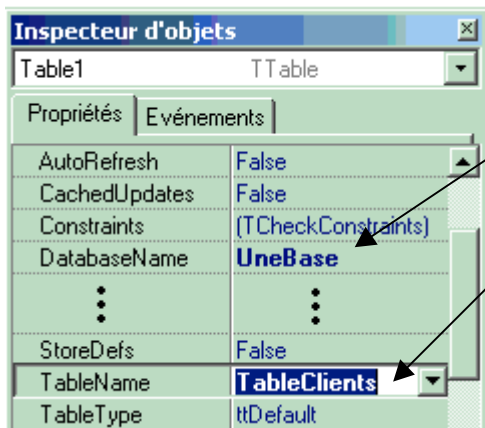 Inspecteur d'objets
Table1 TTable
Propriétés Evénements
AutoRefresh False
CachedUpdates False
Constraints (TCheckConstraints)
DatabaseName UneBase
StoreDefs False
TableName TableClients
TableType ttDefault